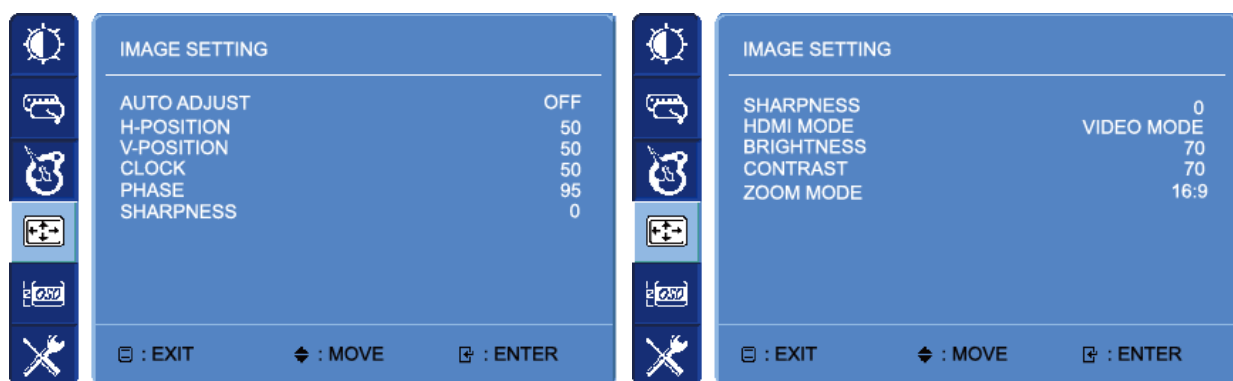 IMAGE SETTING
AUTO ADJUST OFF
H-POSITION 50
V-POSITION 50
CLOCK 50
PHASE 95
SHARPNESS 0
: EXIT : MOVE : ENTER
IMAGE SETTING
SHARPNESS 0
HDMI MODE VIDEO MODE
BRIGHTNESS 70
CONTRAST 70
ZOOM MODE 16:9
: EXIT : MOVE : ENTER